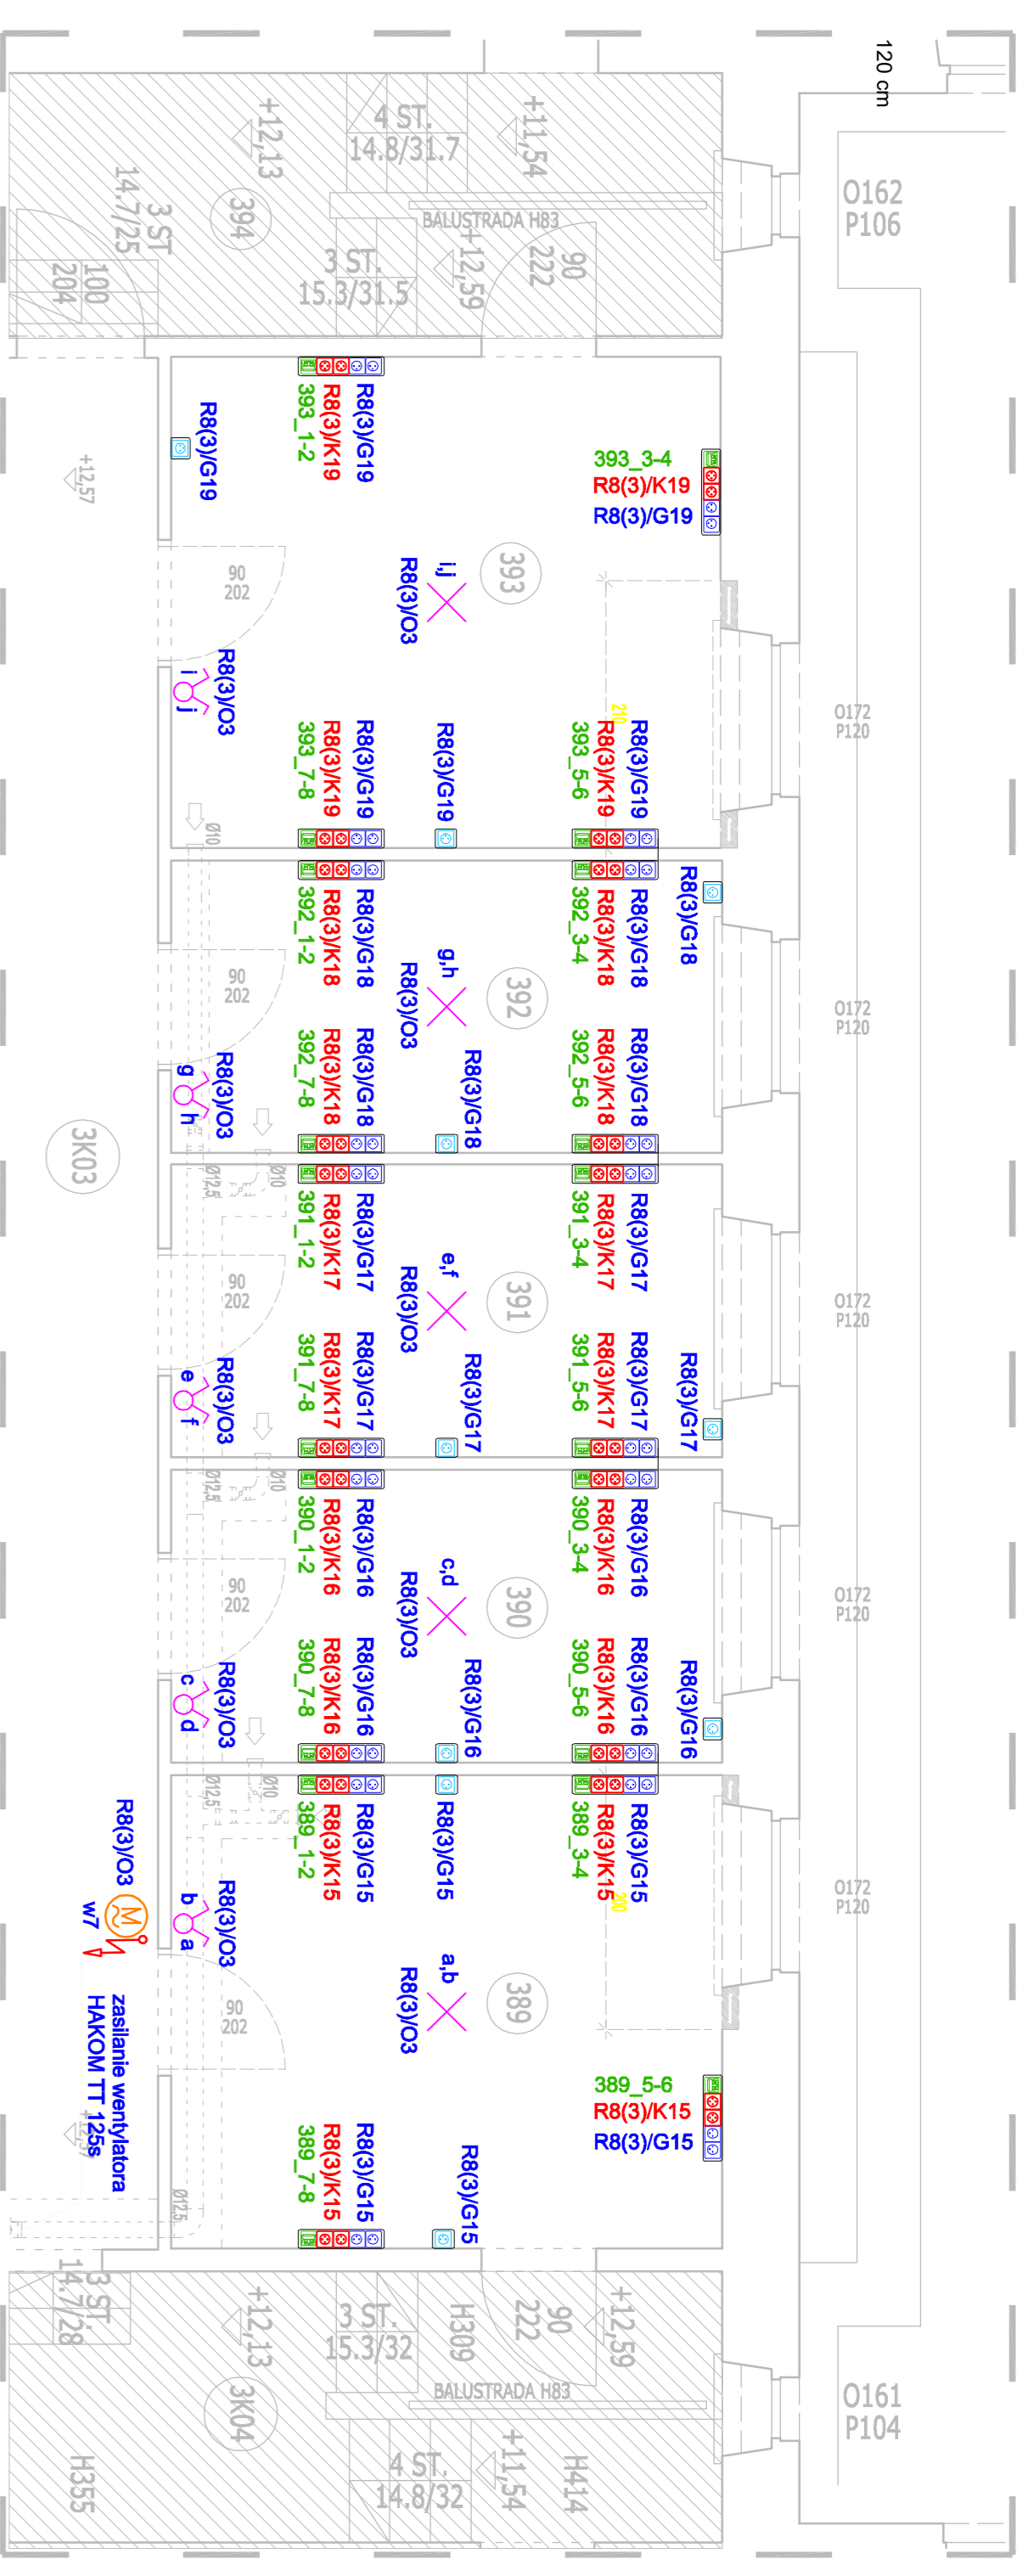 120 cm
O162
P106
+12,13
4 ST.
14.8/31.7
+11,54
3 ST
14.7/25
394
BALUSTRADA H83
3 ST.
15.3/31.5
+12,59
90
222
100
204
393_1-2
R8(3)/K19
R8(3)/G19
R8(3)/G19
393_3-4
R8(3)/K19
R8(3)/G19
+12,57
90
202
i,j
R8(3)/O3
393
R8(3)/O3
i
j
210
O172
P120
393_7-8
R8(3)/K19
R8(3)/G19
R8(3)/G19
393_5-6
R8(3)/K19
R8(3)/G19
Ø10
392_1-2
R8(3)/K18
R8(3)/G18
392_3-4
R8(3)/K18
R8(3)/G18
R8(3)/G18
90
202
g,h
R8(3)/O3
392
O172
P120
R8(3)/O3
g
h
392_7-8
R8(3)/K18
R8(3)/G18
R8(3)/G18
392_5-6
R8(3)/K18
R8(3)/G18
3K03
Ø12,5
Ø10
391_1-2
R8(3)/K17
R8(3)/G17
391_3-4
R8(3)/K17
R8(3)/G17
90
202
e,f
R8(3)/O3
391
O172
P120
R8(3)/O3
e
f
391_7-8
R8(3)/K17
R8(3)/G17
R8(3)/G17
391_5-6
R8(3)/K17
R8(3)/G17
R8(3)/G17
Ø12,5
Ø10
390_1-2
R8(3)/K16
R8(3)/G16
390_3-4
R8(3)/K16
R8(3)/G16
90
202
c,d
R8(3)/O3
390
O172
P120
R8(3)/O3
c
d
390_7-8
R8(3)/K16
R8(3)/G16
R8(3)/G16
390_5-6
R8(3)/K16
R8(3)/G16
R8(3)/G16
Ø12,5
Ø10
389_1-2
R8(3)/K15
R8(3)/G15
R8(3)/G15
389_3-4
R8(3)/K15
R8(3)/G15
200
O172
P120
R8(3)/O3
M
w7
R8(3)/O3
b
a
a,b
R8(3)/O3
389
90
202
zasilanie wentylatora
HAKOM TT 125s
+12,57
389_5-6
R8(3)/K15
R8(3)/G15
389_7-8
R8(3)/K15
R8(3)/G15
R8(3)/G15
Ø12,5
3 ST.
14.7/28
+12,13
3 ST.
15.3/32
H309
90
222
+12,59
3K04
BALUSTRADA H83
O161
P104
4 ST.
14.8/32
+11,54
H414
H355